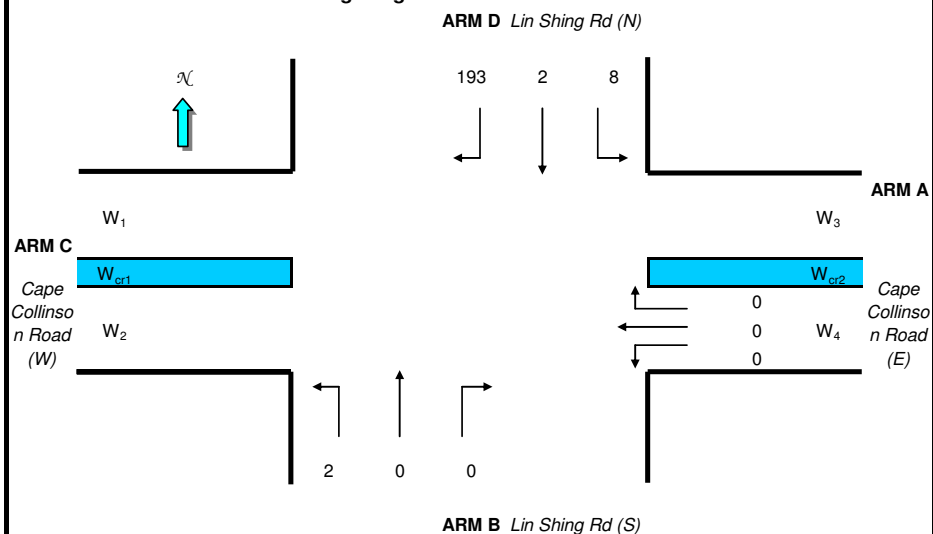 ARM D Lin Shing Rd (N)
N
193 2 8
ARM A
W1
W3
ARM C
Wcr1
Wcr2
Cape
Collinso
n Road
(W)
W2
0
0
0
W4
Cape
Collinso
n Road
(E)
2 0 0
ARM B Lin Shing Rd (S)